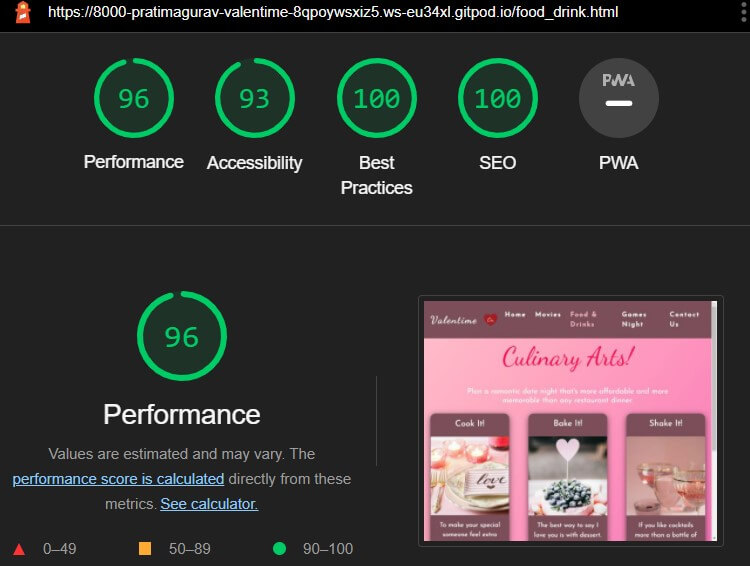 https://8000-pratimagurav-valentime-8qpoywsxiz5.ws-eu34xl.gitpod.io/food_drink.html
96 93 100 100 PWA
Performance Accessibility Best SEO PWA
Practices
96
Performance
Values are estimated and may vary. The
performance score is calculated directly from these
metrics. See calculator.
0–49 50–89 90–100
Valentime Home Movies Food & Games Contact
Drinks Night Us
Culinary Arts!
Plan a romantic date night that's more affordable and more
memorable than any restaurant dinner.
Cook It! Bake It! Shake It!
love
To make your special The best way to say I If you like cocktails
someone feel extra love you is with dessert. more than a bottle of